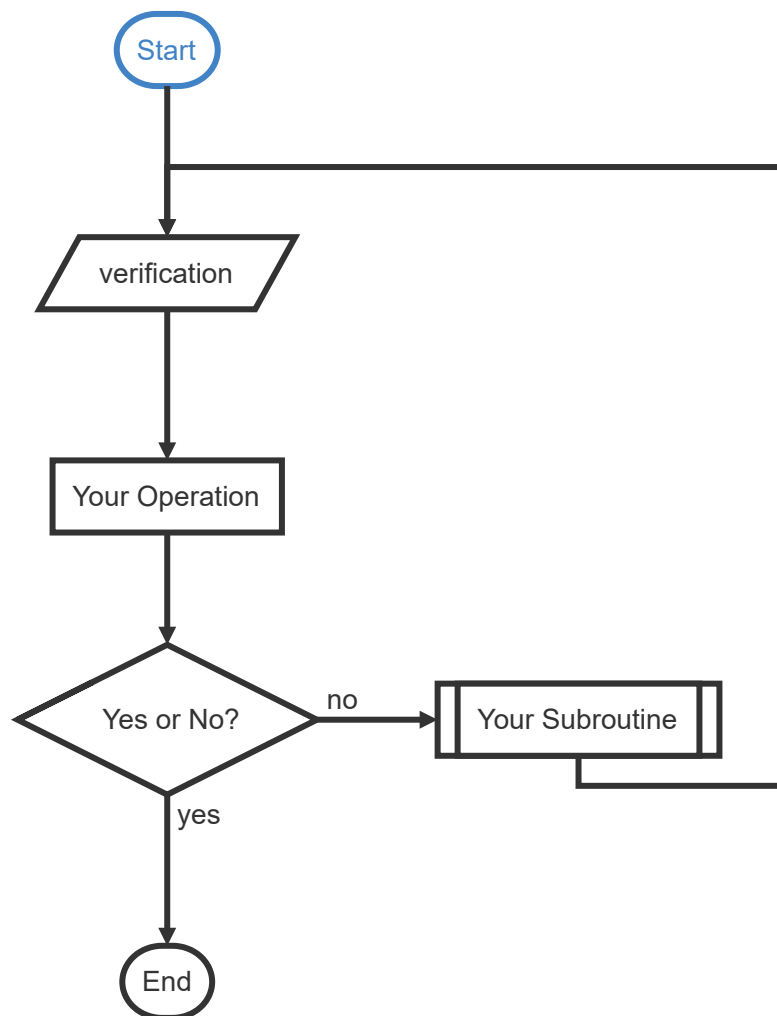 Start
verification
Your Operation
Yes or No?
no
Your Subroutine
yes
End